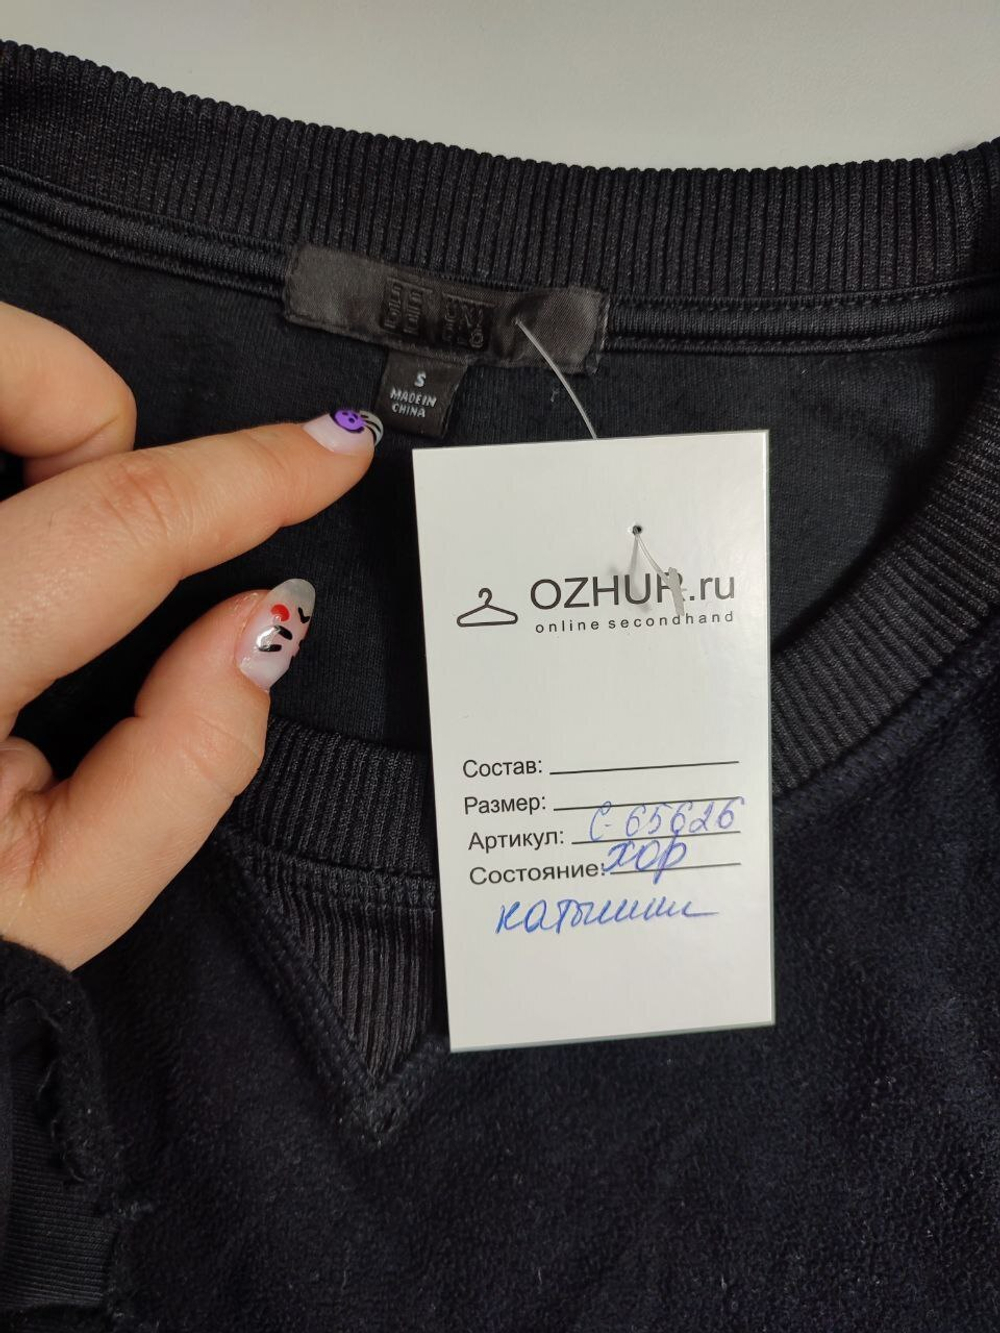 S
MADE IN
CHINA
OZHUR.ru
online secondhand
Состав:
Размер:
Артикул: С-65626
Состояние: хор
катышки